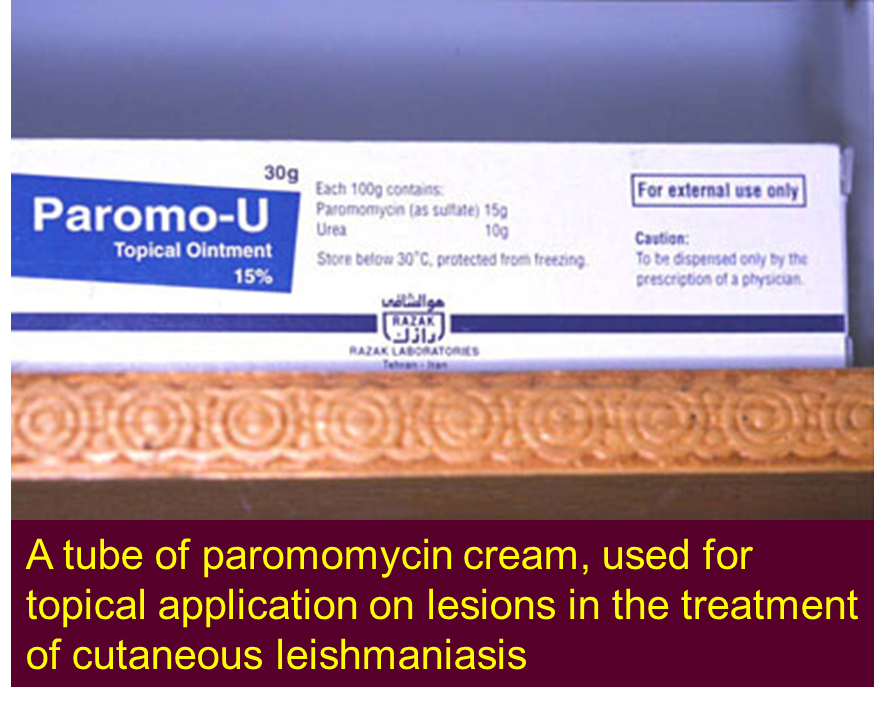 30g
Paromo-U
Topical Ointment
15%
Each 100g contains:
Paromomycin (as sulfate) 15g
Urea 10g
Store below 30°C, protected from freezing.
For external use only
Caution:
To be dispensed only by the
prescription of a physician.
هوالشافی
RAZAK
رازک
RAZAK LABORATORIES
Tehran - Iran
A tube of paromomycin cream, used for
topical application on lesions in the treatment
of cutaneous leishmaniasis